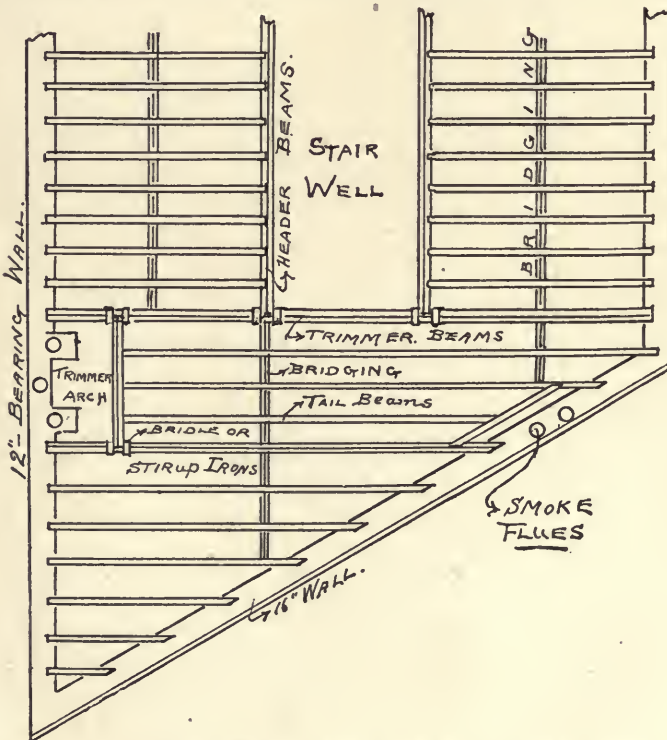 BRIDGING
HEADER BEAMS.
STAIR
WELL
12"-BEARING WALL.
TRIMMER. BEAMS
TRIMMER
ARCH
BRIDGING
TAIL BEAMS
BRIDLE OR
STIRUP IRONS
SMOKE
FLUES
16" WALL.